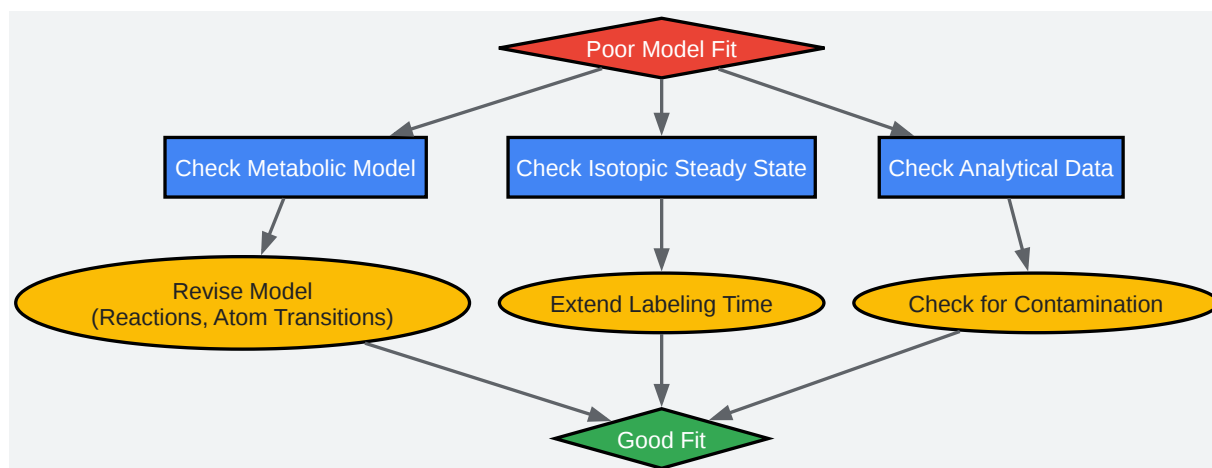 Poor Model Fit
Check Metabolic Model
Check Isotopic Steady State
Check Analytical Data
Revise Model
(Reactions, Atom Transitions)
Extend Labeling Time
Check for Contamination
Good Fit